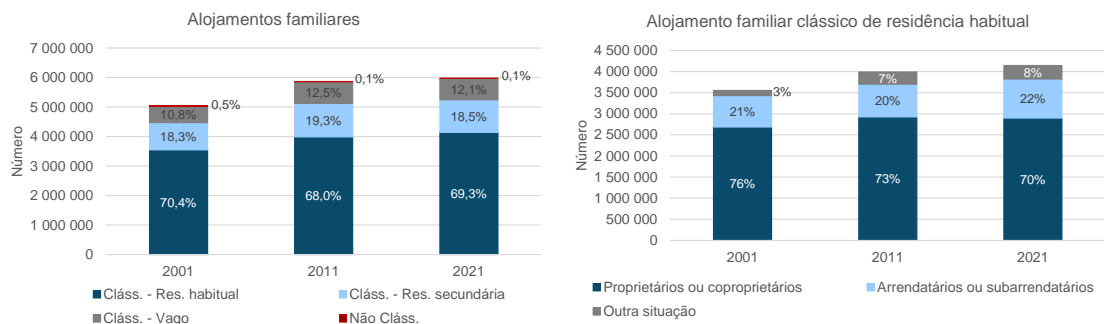 Alojamentos familiares
Número
7 000 000
6 000 000
5 000 000
4 000 000
3 000 000
2 000 000
1 000 000
0
0,5%
10,8%
18,3%
70,4%
0,1%
12,5%
19,3%
68,0%
0,1%
12,1%
18,5%
69,3%
2001
2011
2021
Cláss. - Res. habitual
Cláss. - Res. secundária
Cláss. - Vago
Não Cláss.
Alojamento familiar clássico de residência habitual
Número
4 500 000
4 000 000
3 500 000
3 000 000
2 500 000
2 000 000
1 500 000
1 000 000
500 000
0
3%
21%
76%
7%
20%
73%
8%
22%
70%
2001
2011
2021
Proprietários ou coproprietários
Arrendatários ou subarrendatários
Outra situação